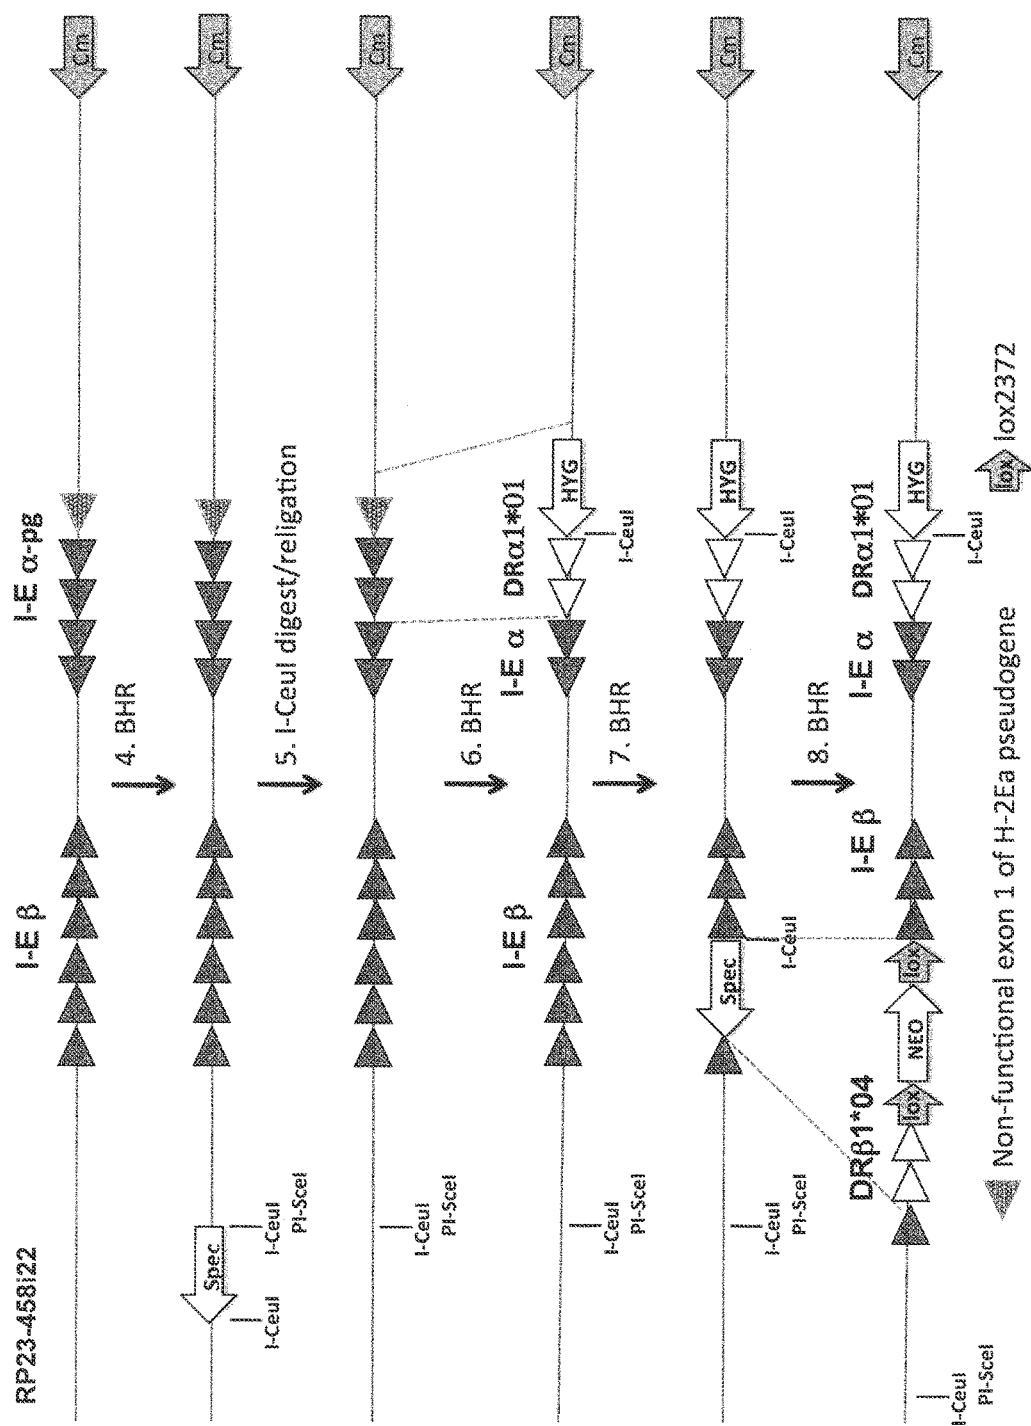 RP23-458i22
I-E β
I-E α-pg
Cm
4. BHR
Spec
I-CeuI
I-CeuI
PI-SceI
Cm
5. I-CeuI digest/religation
I-CeuI
PI-SceI
Cm
6. BHR
I-E β
I-E α
DRα1*01
HYG
I-CeuI
I-CeuI
PI-SceI
Cm
7. BHR
Spec
I-CeuI
I-CeuI
PI-SceI
HYG
I-CeuI
Cm
8. BHR
DRβ1*04
lox
NEO
lox
I-E β
I-E α
DRα1*01
HYG
I-CeuI
I-CeuI
PI-SceI
Cm
Non-functional exon 1 of H-2Ea pseudogene
lox
lox2372